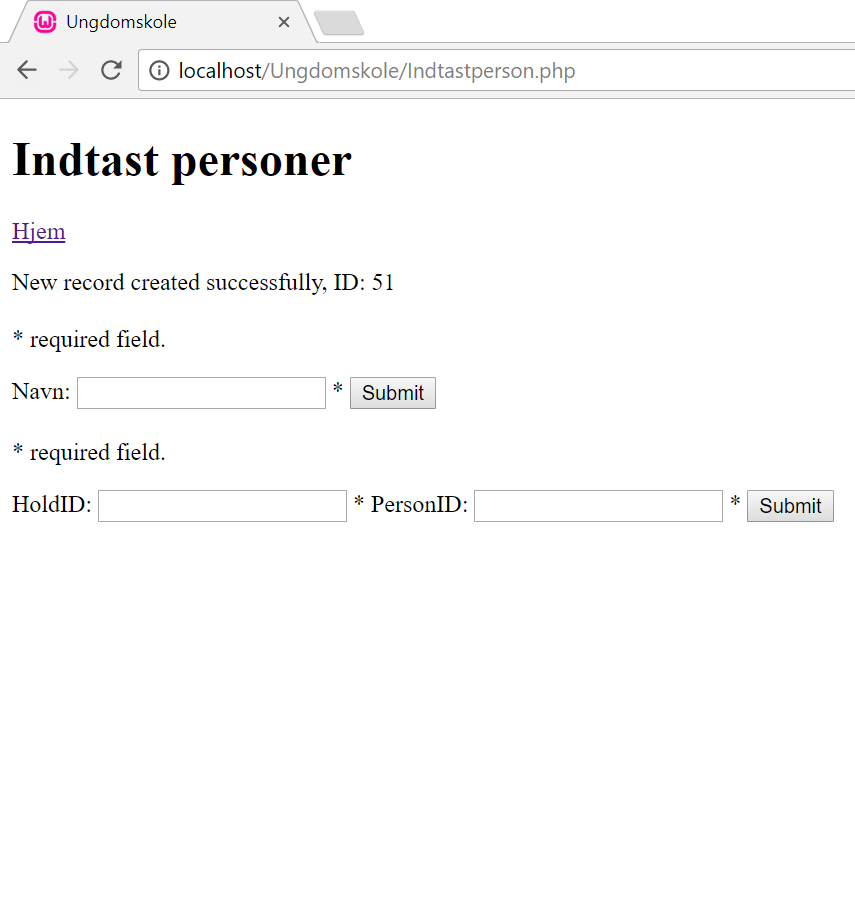 Ungdomskole
localhost/Ungdomskole/Indtastperson.php
Indtast personer
Hjem
New record created successfully, ID: 51
* required field.
Navn: * Submit
* required field.
HoldID: * PersonID: * Submit